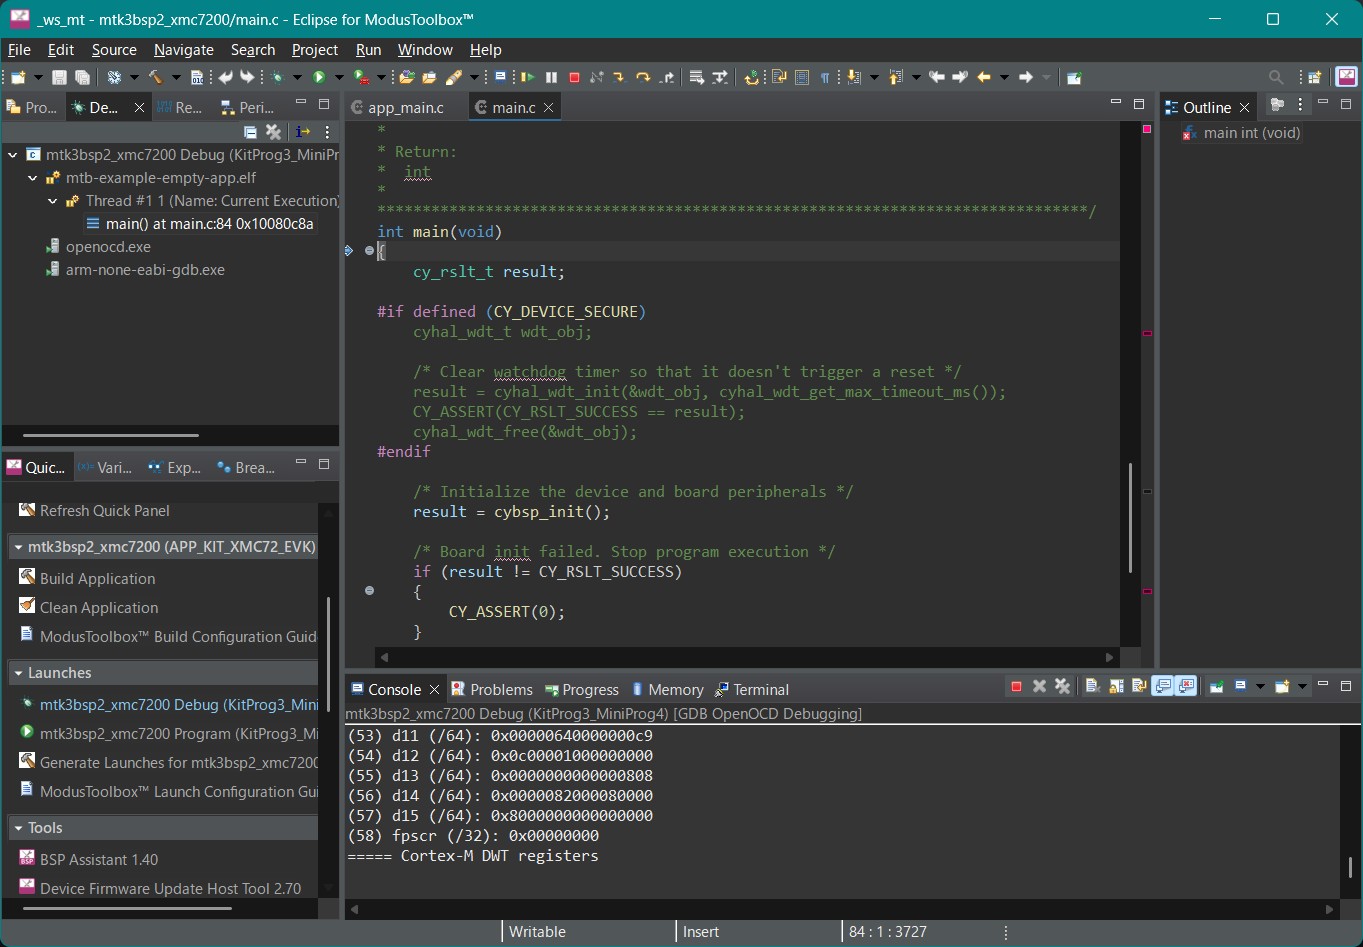 _ws_mt - mtk3bsp2_xmc7200/main.c - Eclipse for ModusToolbox™
File Edit Source Navigate Search Project Run Window Help
Pro... De... Re... Peri...
mtk3bsp2_xmc7200 Debug (KitProg3_MiniPr
mtb-example-empty-app.elf
Thread #1 1 (Name: Current Execution)
main() at main.c:84 0x10080c8a
openocd.exe
arm-none-eabi-gdb.exe
Quic... Vari... Exp... Brea...
Refresh Quick Panel
mtk3bsp2_xmc7200 (APP_KIT_XMC72_EVK)
Build Application
Clean Application
ModusToolbox™ Build Configuration Guid
Launches
mtk3bsp2_xmc7200 Debug (KitProg3_Mini
mtk3bsp2_xmc7200 Program (KitProg3_Mi
Generate Launches for mtk3bsp2_xmc7200
ModusToolbox™ Launch Configuration Gui
Tools
BSP Assistant 1.40
Device Firmware Update Host Tool 2.70
app_main.c main.c
*
* Return:
*  int
*
*******************************************************************************/
int main(void)
{
    cy_rslt_t result;
#if defined (CY_DEVICE_SECURE)
    cyhal_wdt_t wdt_obj;
    /* Clear watchdog timer so that it doesn't trigger a reset */
    result = cyhal_wdt_init(&wdt_obj, cyhal_wdt_get_max_timeout_ms());
    CY_ASSERT(CY_RSLT_SUCCESS == result);
    cyhal_wdt_free(&wdt_obj);
#endif
    /* Initialize the device and board peripherals */
    result = cybsp_init();
    /* Board init failed. Stop program execution */
    if (result != CY_RSLT_SUCCESS)
    {
        CY_ASSERT(0);
    }
Outline
main int (void)
Console Problems Progress Memory Terminal
mtk3bsp2_xmc7200 Debug (KitProg3_MiniProg4) [GDB OpenOCD Debugging]
(53) d11 (/64): 0x00000640000000c9
(54) d12 (/64): 0x0c00001000000000
(55) d13 (/64): 0x0000000000000808
(56) d14 (/64): 0x0000082000080000
(57) d15 (/64): 0x8000000000000000
(58) fpscr (/32): 0x00000000
===== Cortex-M DWT registers
Writable Insert 84 : 1 : 3727